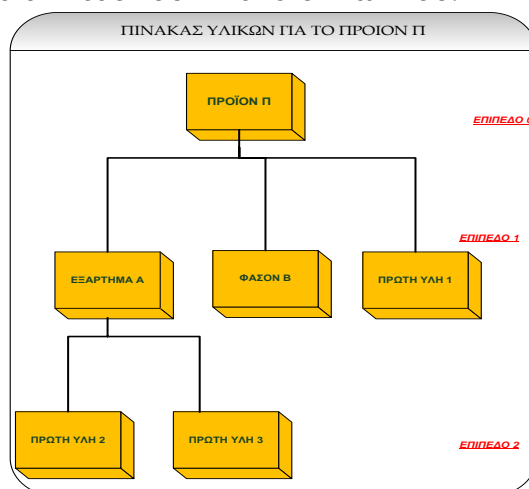 ΠΙΝΑΚΑΣ ΥΛΙΚΩΝ ΓΙΑ ΤΟ ΠΡΟΙΟΝ Π
ΠΡΟΪΟΝ Π
ΕΠΙΠΕΔΟ 0
ΕΠΙΠΕΔΟ 1
ΕΞΑΡΤΗΜΑ Α
ΦΑΣΟΝ Β
ΠΡΩΤΗ ΥΛΗ 1
ΠΡΩΤΗ ΥΛΗ 2
ΠΡΩΤΗ ΥΛΗ 3
ΕΠΙΠΕΔΟ 2